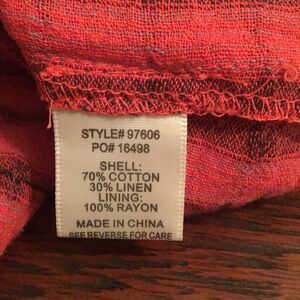 STYLE# 97606
PO# 16498
SHELL:
70% COTTON
30% LINEN
LINING:
100% RAYON
MADE IN CHINA
SEE REVERSE FOR CARE